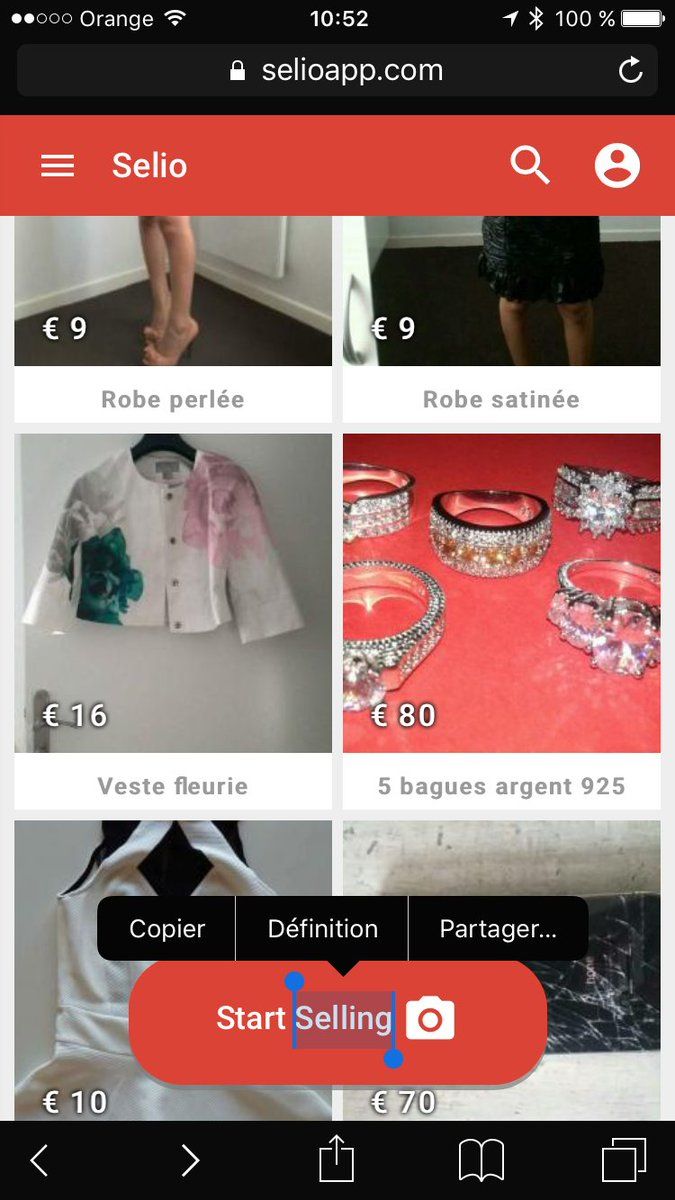 Orange 10:52 100 %
selioapp.com
Selio
€ 9 € 9
Robe perlée Robe satinée
€ 16 € 80
Veste fleurie 5 bagues argent 925
Copier Définition Partager...
Start Selling
€ 10 € 70